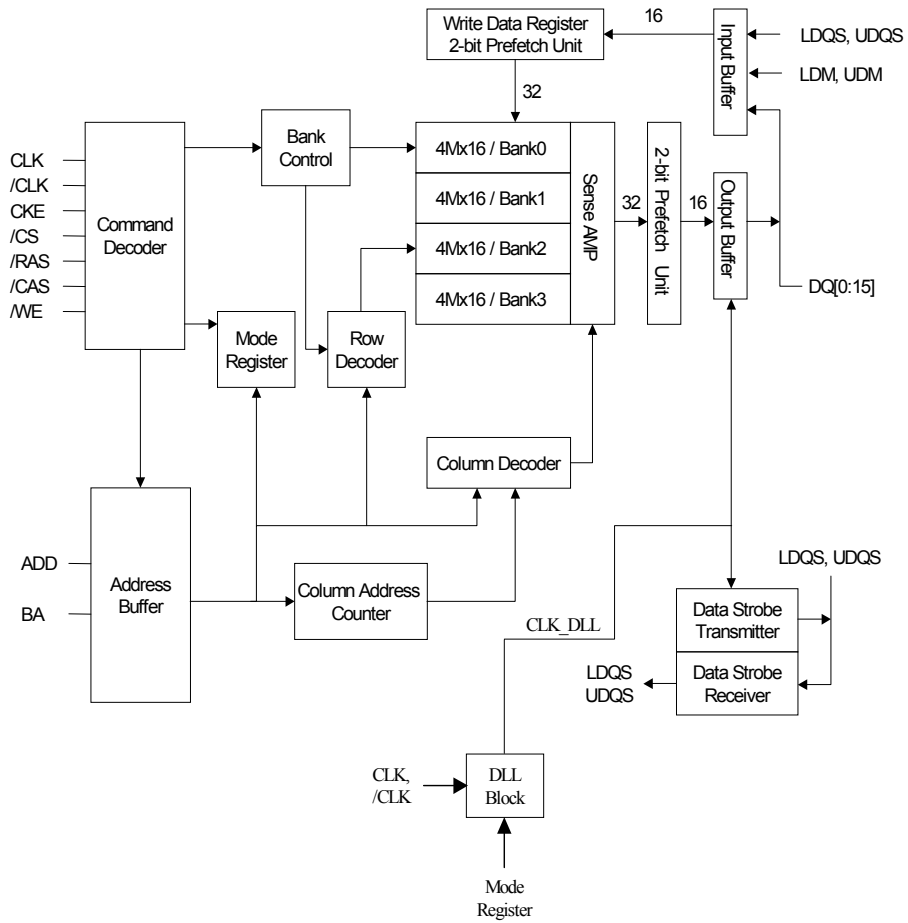 Write Data Register
2-bit Prefetch Unit
16
Input Buffer
LDQS, UDQS
LDM, UDM
32
Bank
Control
4Mx16 / Bank0
4Mx16 / Bank1
4Mx16 / Bank2
4Mx16 / Bank3
Sense AMP
32
2-bit Prefetch Unit
16
Output Buffer
DQ[0:15]
CLK
/CLK
CKE
/CS
/RAS
/CAS
/WE
Command
Decoder
Mode
Register
Row
Decoder
Column Decoder
ADD
BA
Address
Buffer
Column Address
Counter
CLK_DLL
LDQS, UDQS
Data Strobe
Transmitter
Data Strobe
Receiver
LDQS
UDQS
CLK,
/CLK
DLL
Block
Mode
Register